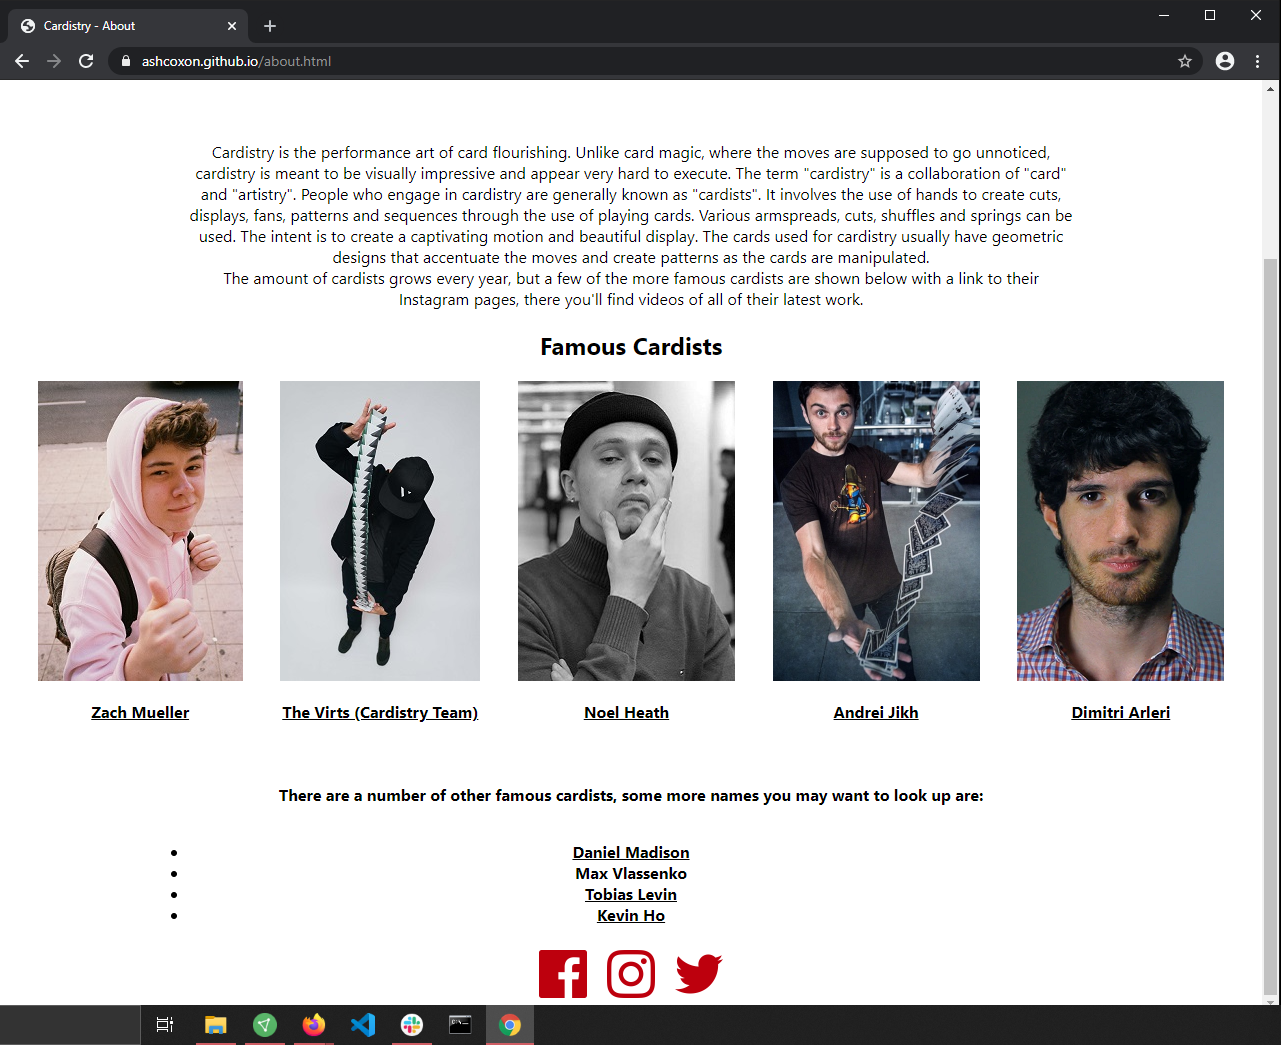 Cardistry - About
ashcoxon.github.io/about.html
Cardistry is the performance art of card flourishing. Unlike card magic, where the moves are supposed to go unnoticed,
cardistry is meant to be visually impressive and appear very hard to execute. The term "cardistry" is a collaboration of "card"
and "artistry". People who engage in cardistry are generally known as "cardists". It involves the use of hands to create cuts,
displays, fans, patterns and sequences through the use of playing cards. Various armspreads, cuts, shuffles and springs can be
used. The intent is to create a captivating motion and beautiful display. The cards used for cardistry usually have geometric
designs that accentuate the moves and create patterns as the cards are manipulated.
The amount of cardists grows every year, but a few of the more famous cardists are shown below with a link to their
Instagram pages, there you'll find videos of all of their latest work.
Famous Cardists
Zach Mueller
The Virts (Cardistry Team)
Noel Heath
Andrei Jikh
Dimitri Arleri
There are a number of other famous cardists, some more names you may want to look up are:
Daniel Madison
Max Vlassenko
Tobias Levin
Kevin Ho